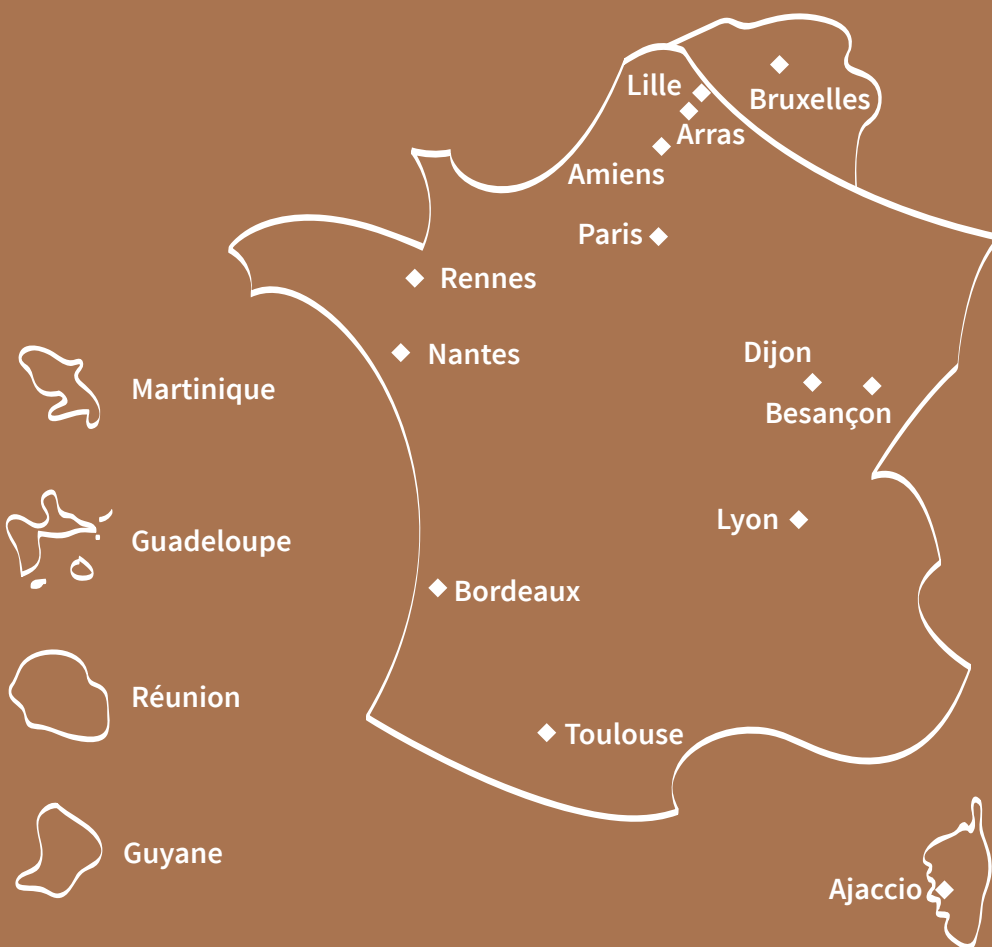 Lille
Bruxelles
Arras
Amiens
Paris
Rennes
Nantes
Dijon
Martinique
Besançon
Lyon
Guadeloupe
Bordeaux
Réunion
Toulouse
Guyane
Ajaccio